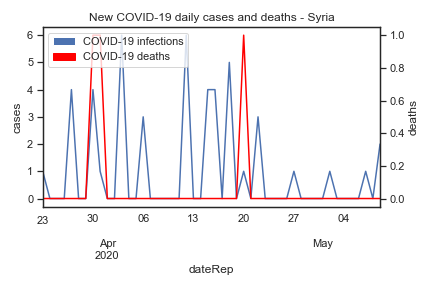 New COVID-19 daily cases and deaths - Syria
COVID-19 infections
COVID-19 deaths
cases
6
5
4
3
2
1
0
deaths
1.0
0.8
0.6
0.4
0.2
0.0
23 30 06 13 20 27 04
Apr May
2020
dateRep